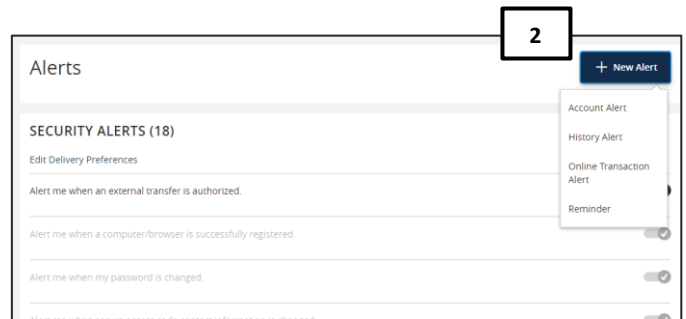 2
Alerts
+ New Alert
Account Alert
History Alert
Online Transaction
Alert
Reminder
SECURITY ALERTS (18)
Edit Delivery Preferences
Alert me when an external transfer is authorized.
Alert me when a computer/browser is successfully registered.
Alert me when my password is changed.